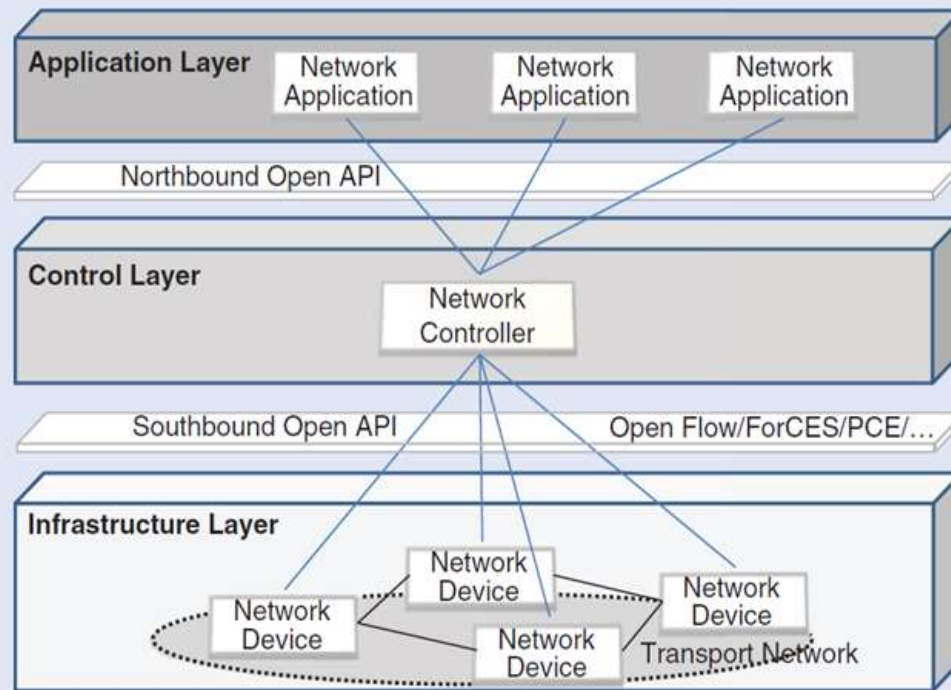 Application Layer
Network
Application
Network
Application
Network
Application
Northbound Open API
Control Layer
Network
Controller
Southbound Open API
Open Flow/ForCES/PCE/...
Infrastructure Layer
Network
Device
Network
Device
Network
Device
Network
Device
Transport Network